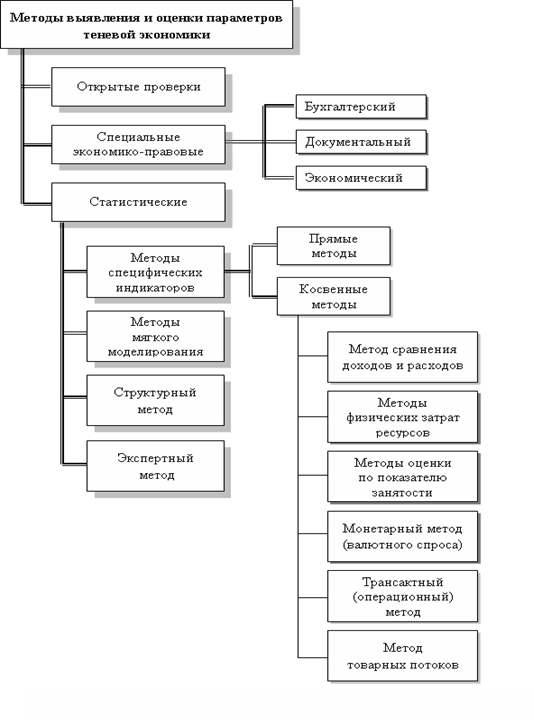 Методы выявления и оценки параметров
теневой экономики
Открытые проверки
Специальные
экономико-правовые
Бухгалтерский
Документальный
Экономический
Статистические
Методы
специфических
индикаторов
Прямые
методы
Косвенные
методы
Методы
мягкого
моделирования
Структурный
метод
Экспертный
метод
Метод сравнения
доходов и расходов
Методы
физических затрат
ресурсов
Методы оценки
по показателю
занятости
Монетарный метод
(валютного спроса)
Трансактный
(операционный)
метод
Метод
товарных потоков